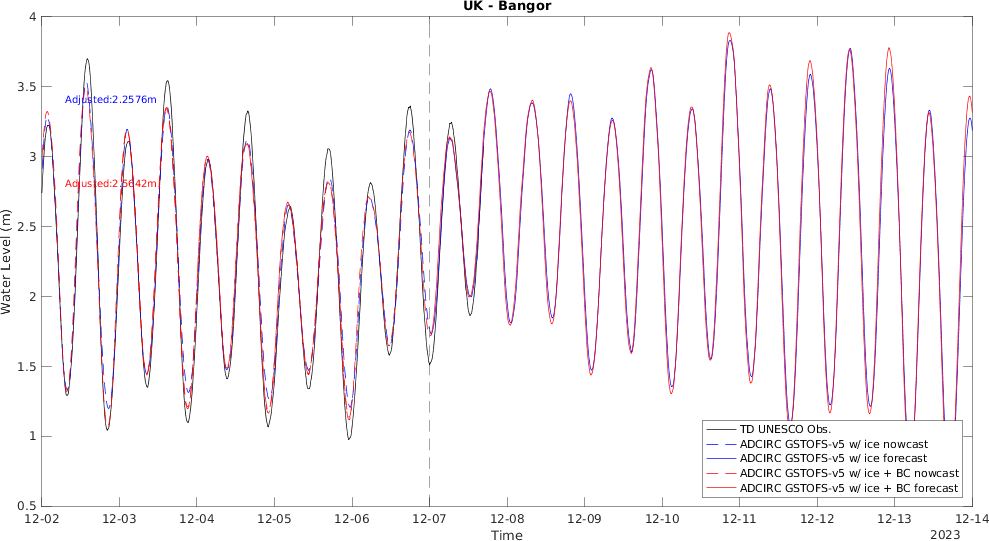 UK - Bangor
4
3.5
3
2.5
2
1.5
1
0.5
Water Level (m)
Adjusted:2.2576m
Adjusted:2.5642m
TD UNESCO Obs.
ADCIRC GSTOFS-v5 w/ ice nowcast
ADCIRC GSTOFS-v5 w/ ice forecast
ADCIRC GSTOFS-v5 w/ ice + BC nowcast
ADCIRC GSTOFS-v5 w/ ice + BC forecast
12-02 12-03 12-04 12-05 12-06 12-07 12-08 12-09 12-10 12-11 12-12 12-13 12-14
Time
2023